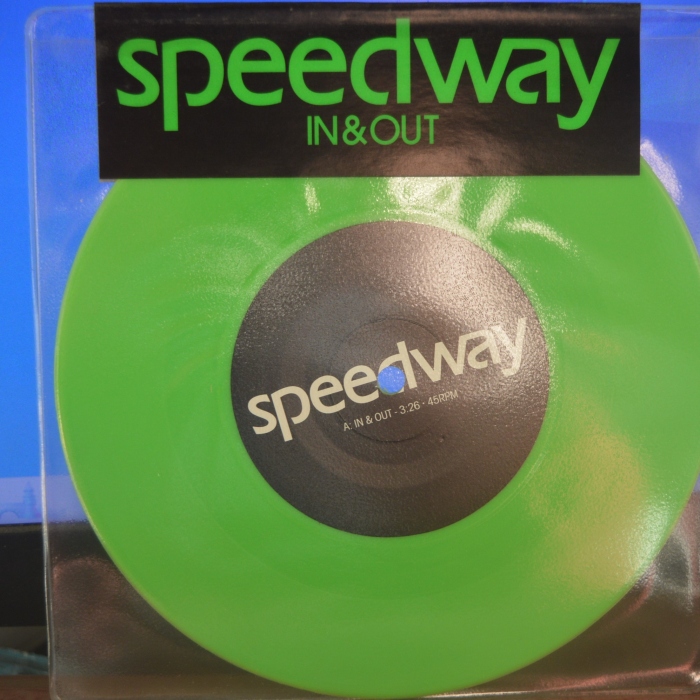 speedway
IN & OUT
speedway
A: IN & OUT - 3:26 - 45RPM